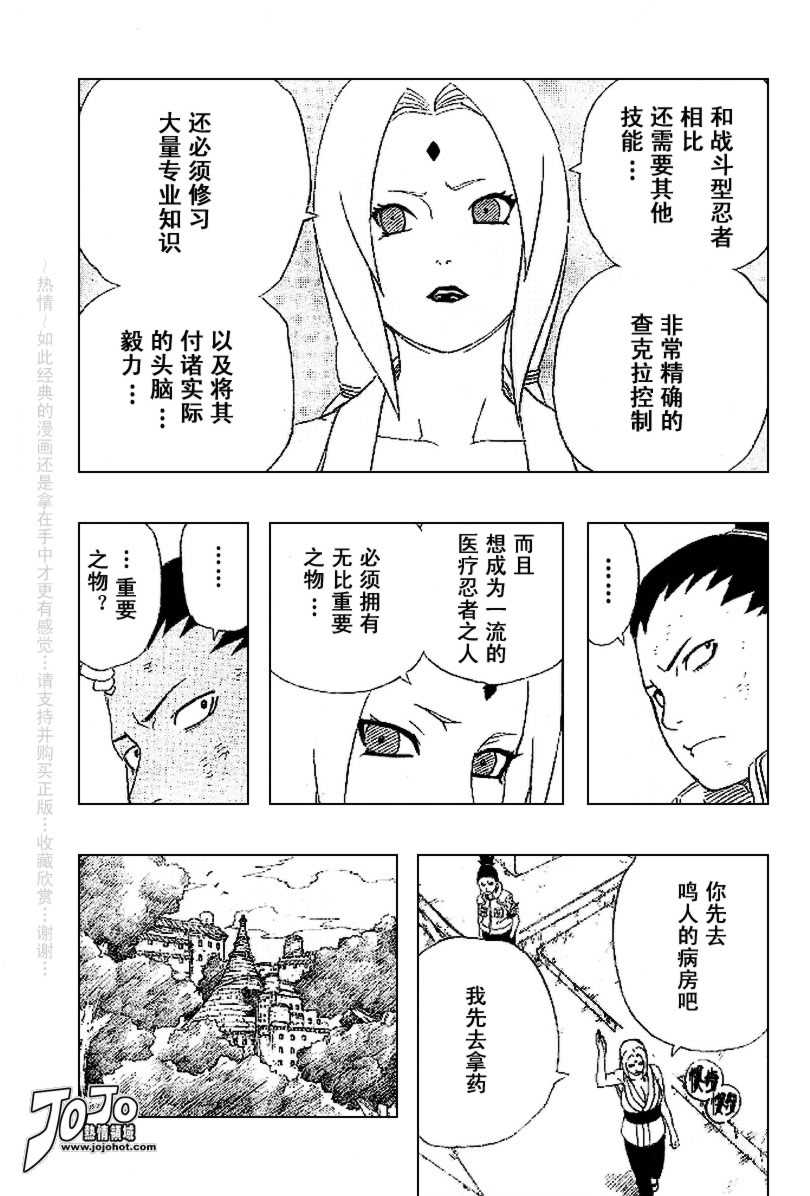 和战斗型忍者
相比
还需要其他
技能…
非常精确的
查克拉控制
还必须修习
大量专业知识
以及将其
付诸实际
的头脑…
毅力…
……
而且
想成为一流的
医疗忍者之人
必须拥有
无比重要
之物…
……
…重要
之物?
你先去
鸣人的病房吧
我先去拿药
~热情~如此经典的漫画还是拿在手中才更有感觉…请支持并购买正版…收藏欣赏…谢谢…
JOJO
熱情領域
www.jojohot.com